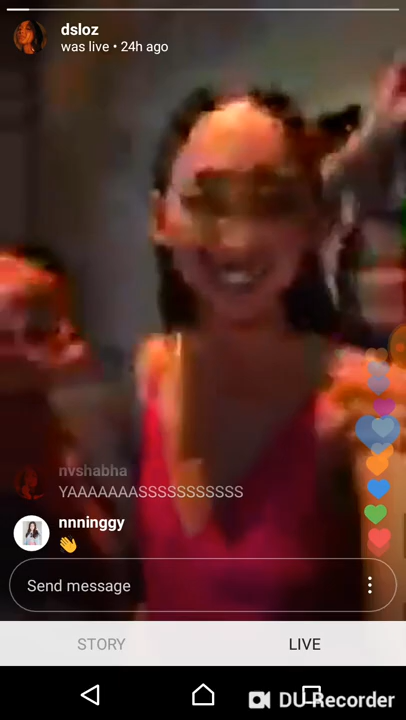 dsloz
was live • 24h ago
nvshabha
YAAAAAAASSSSSSSSSSS
nnninggy
Send message
STORY
LIVE
DU Recorder